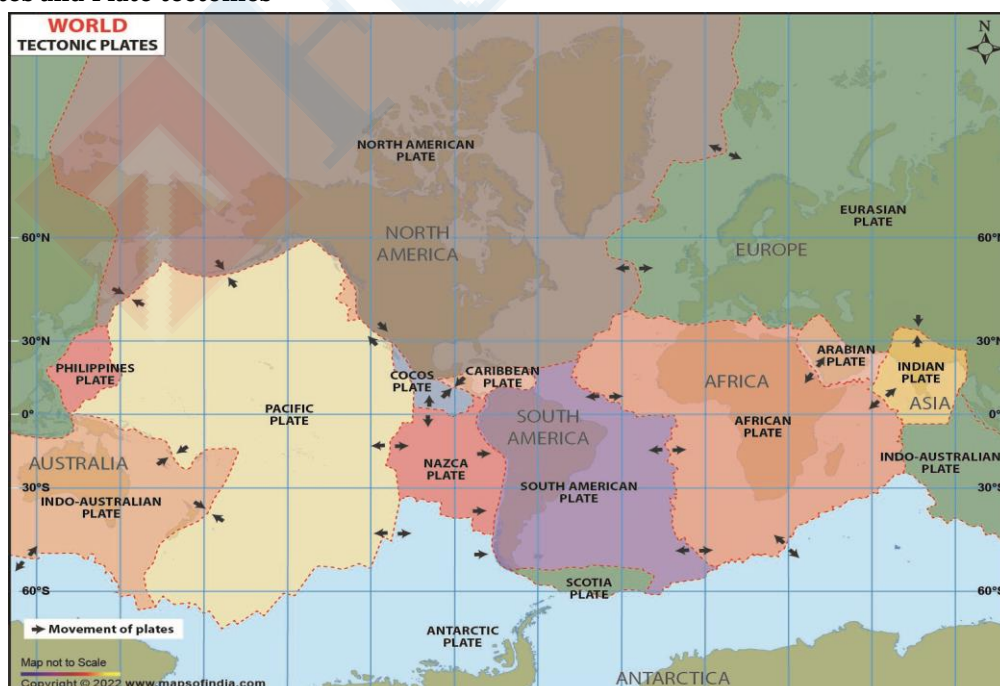 tes and Plate tectonics
WORLD
TECTONIC PLATES
N
NORTH AMERICAN
PLATE
NORTH
AMERICA
EURASIAN
PLATE
EUROPE
60°N
60°N
30°N
30°N
PHILIPPINES
PLATE
COCOS
PLATE
CARIBBEAN
PLATE
ARABIAN
PLATE
INDIAN
PLATE
ASIA
AFRICA
0°
0°
PACIFIC
PLATE
SOUTH
AMERICA
AFRICAN
PLATE
AUSTRALIA
INDO-AUSTRALIAN
PLATE
NAZCA
PLATE
SOUTH AMERICAN
PLATE
INDO-AUSTRALIAN
PLATE
30°S
30°S
SCOTIA
PLATE
60°S
60°S
Movement of plates
ANTARCTIC
PLATE
ANTARCTICA
Map not to Scale
Copyright © 2022 www.mapsofindia.com